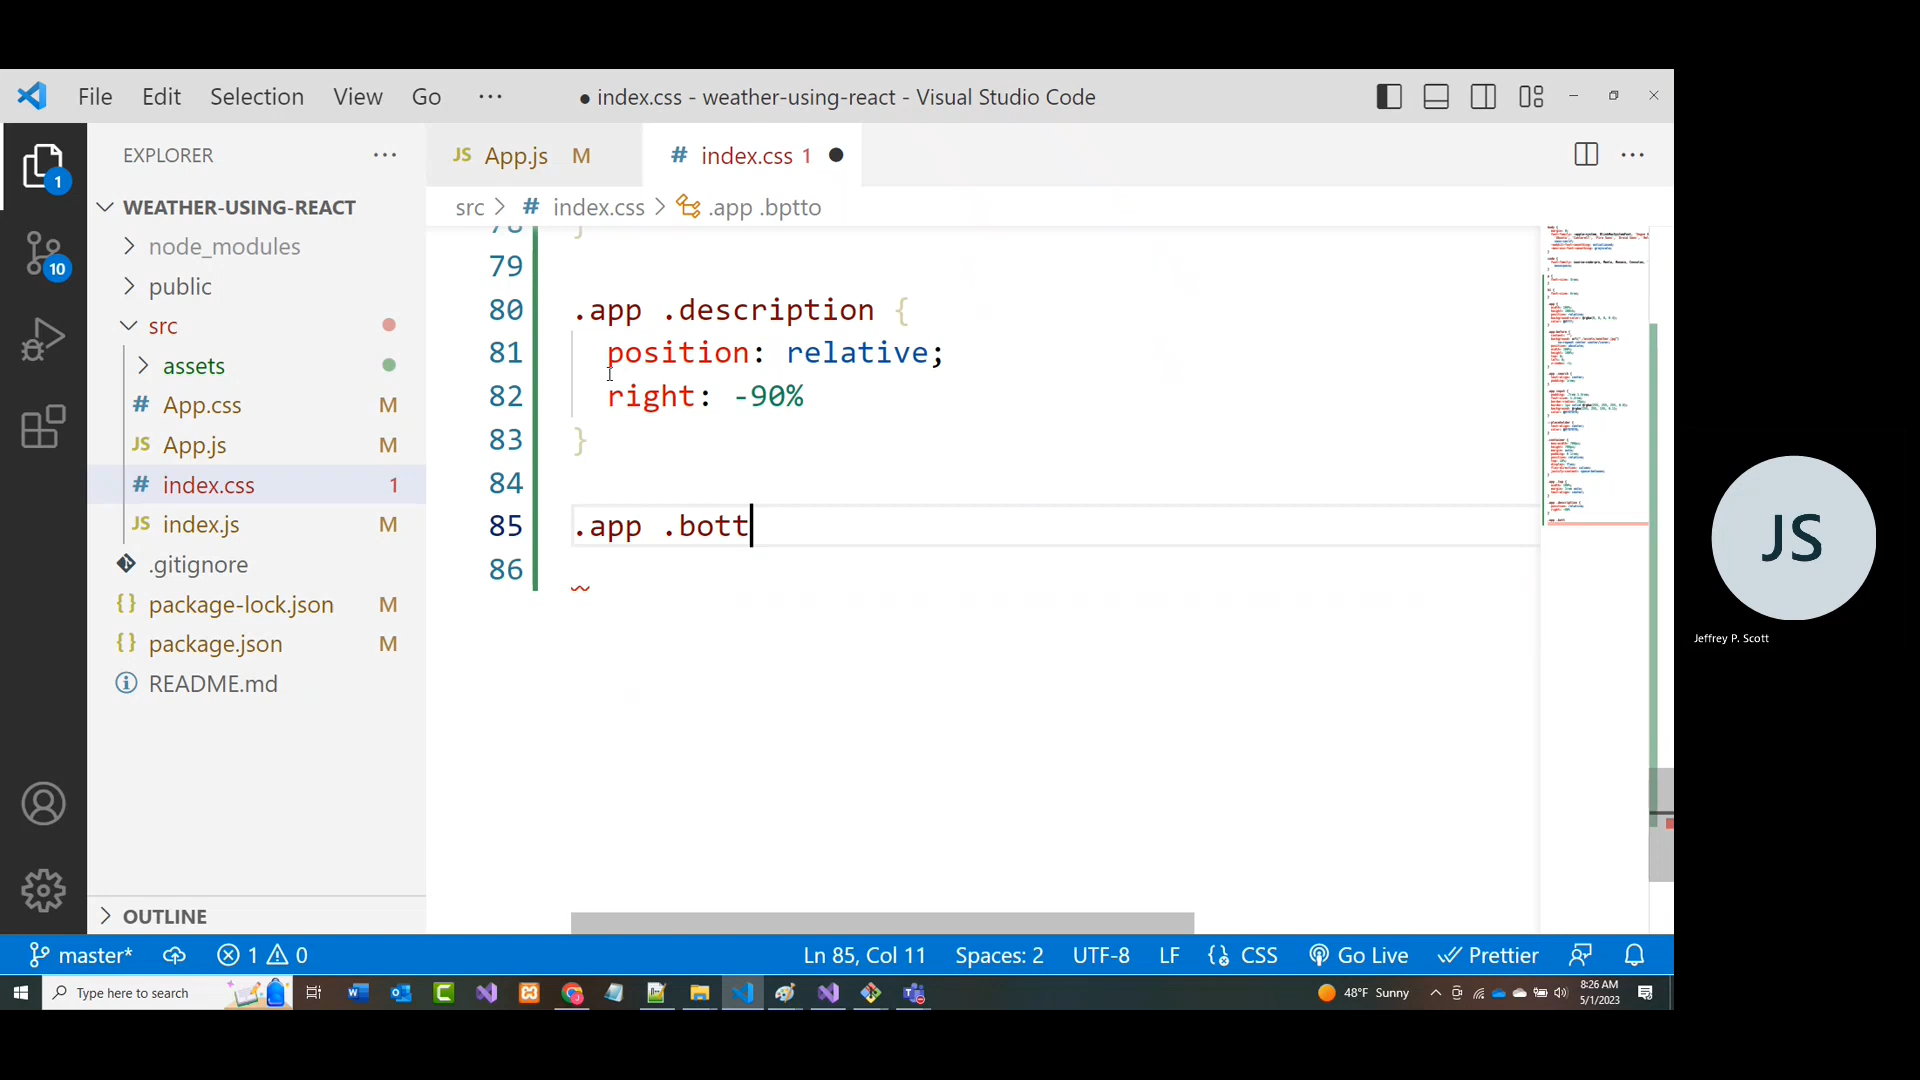 File Edit Selection View Go ··· ● index.css - weather-using-react - Visual Studio Code
EXPLORER ···
JS App.js M # index.css 1 ●
src > # index.css > .app .bptto
1
10
WEATHER-USING-REACT
node_modules
public
src
assets
# App.css M
JS App.js M
# index.css 1
JS index.js M
.gitignore
{} package-lock.json M
{} package.json M
README.md
OUTLINE
78 }
79
80 .app .description {
81 position: relative;
82 right: -90%
83 }
84
85 .app .bott
86
JS
Jeffrey P. Scott
master* 1 0 Ln 85, Col 11 Spaces: 2 UTF-8 LF CSS Go Live Prettier
Type here to search
48°F Sunny
8:26 AM
5/1/2023